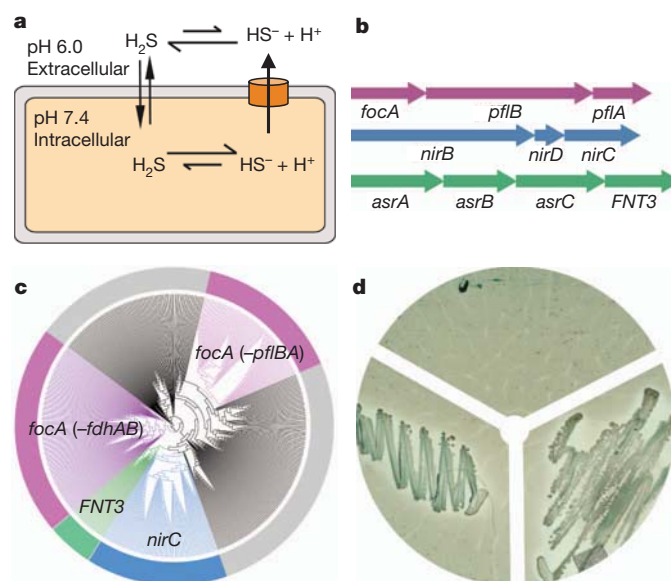 a
pH 6.0
Extracellular
H₂S
HS⁻ + H⁺
pH 7.4
Intracellular
H₂S
HS⁻ + H⁺
b
focA
pflB
pflA
nirB
nirD
nirC
asrA
asrB
asrC
FNT3
c
focA (–pflBA)
focA (–fdhAB)
FNT3
nirC
d